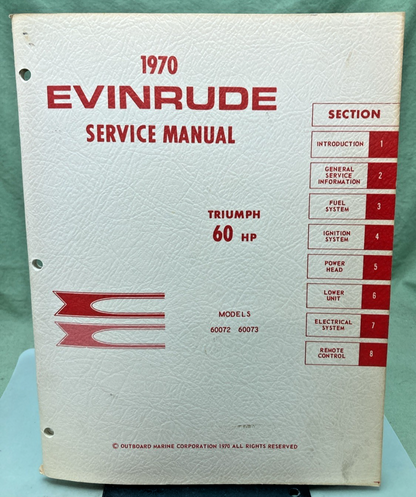 1970
EVINRUDE
SERVICE MANUAL
TRIUMPH
60 HP
MODELS
60072 60073
SECTION
INTRODUCTION 1
GENERAL
SERVICE 2
INFORMATION
FUEL
SYSTEM 3
IGNITION
SYSTEM 4
POWER
HEAD 5
LOWER
UNIT 6
ELECTRICAL
SYSTEM 7
REMOTE
CONTROL 8
© OUTBOARD MARINE CORPORATION 1970 ALL RIGHTS RESERVED